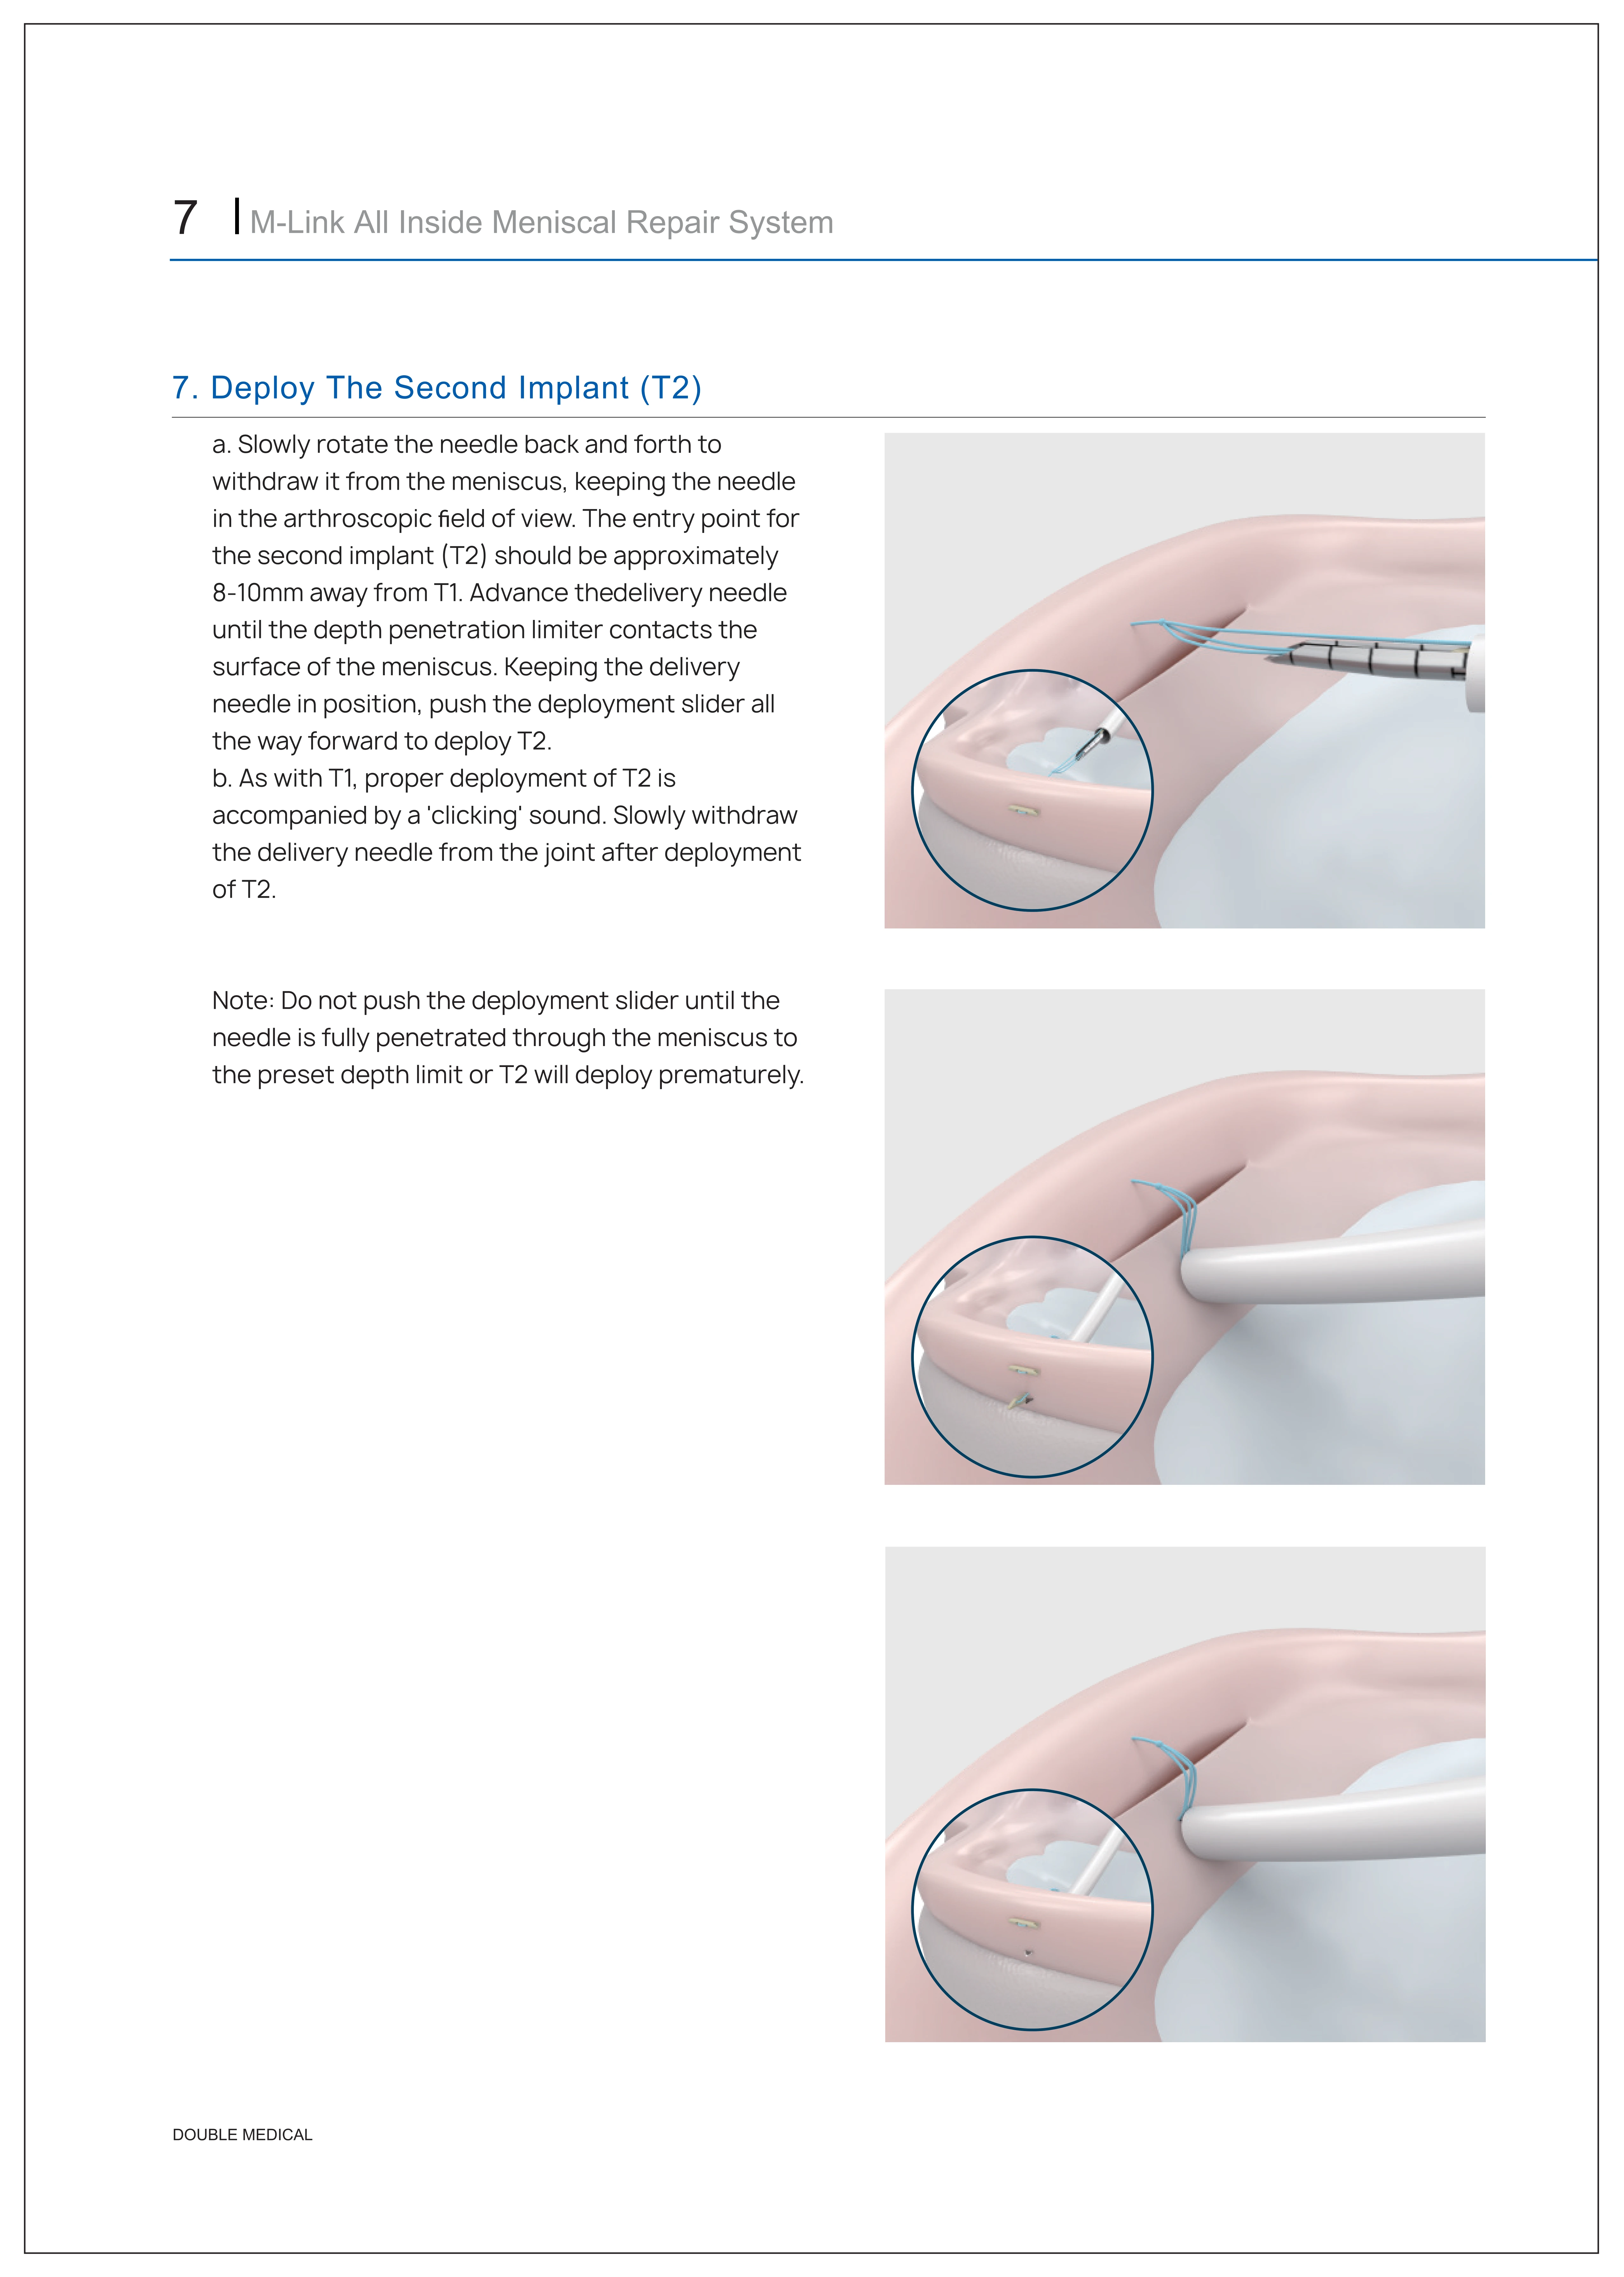 7 | M-Link All Inside Meniscal Repair System
7. Deploy The Second Implant (T2)
a. Slowly rotate the needle back and forth to
withdraw it from the meniscus, keeping the needle
in the arthroscopic field of view. The entry point for
the second implant (T2) should be approximately
8-10mm away from T1. Advance thedelivery needle
until the depth penetration limiter contacts the
surface of the meniscus. Keeping the delivery
needle in position, push the deployment slider all
the way forward to deploy T2.
b. As with T1, proper deployment of T2 is
accompanied by a 'clicking' sound. Slowly withdraw
the delivery needle from the joint after deployment
of T2.
Note: Do not push the deployment slider until the
needle is fully penetrated through the meniscus to
the preset depth limit or T2 will deploy prematurely.
DOUBLE MEDICAL